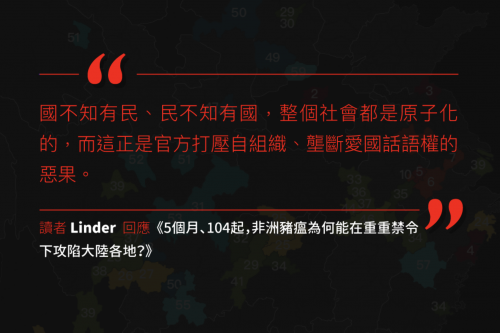 國不知有民、民不知有國，整個社會都是原子化
的，而這正是官方打壓自組織、壟斷愛國話語權的
惡果。
讀者 Linder 回應《5個月、104起，非洲豬瘟為何能在重重禁令
下攻陷大陸各地？》